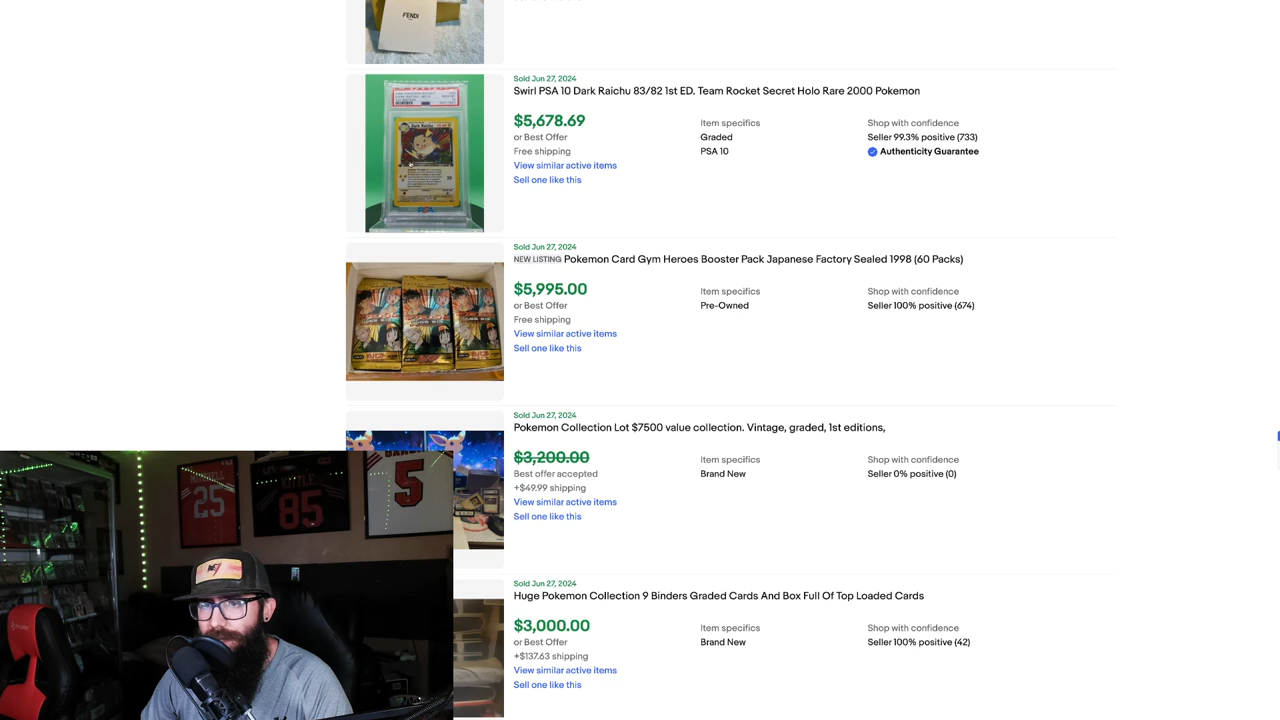 FENDI
Sold Jun 27, 2024
Swirl PSA 10 Dark Raichu 83/82 1st ED. Team Rocket Secret Holo Rare 2000 Pokemon
$5,678.69
or Best Offer
Free shipping
View similar active items
Sell one like this
Item specifics
Graded
PSA 10
Shop with confidence
Seller 99.3% positive (733)
Authenticity Guarantee
Dark Raichu
PSA
Sold Jun 27, 2024
NEW LISTING Pokemon Card Gym Heroes Booster Pack Japanese Factory Sealed 1998 (60 Packs)
$5,995.00
or Best Offer
Free shipping
View similar active items
Sell one like this
Item specifics
Pre-Owned
Shop with confidence
Seller 100% positive (674)
Sold Jun 27, 2024
Pokemon Collection Lot $7500 value collection. Vintage, graded, 1st editions,
$3,200.00
Best offer accepted
+$49.99 shipping
View similar active items
Sell one like this
Item specifics
Brand New
Shop with confidence
Seller 0% positive (0)
Sold Jun 27, 2024
Huge Pokemon Collection 9 Binders Graded Cards And Box Full Of Top Loaded Cards
$3,000.00
or Best Offer
+$137.63 shipping
View similar active items
Sell one like this
Item specifics
Brand New
Shop with confidence
Seller 100% positive (42)
25
KITTLE
85
5